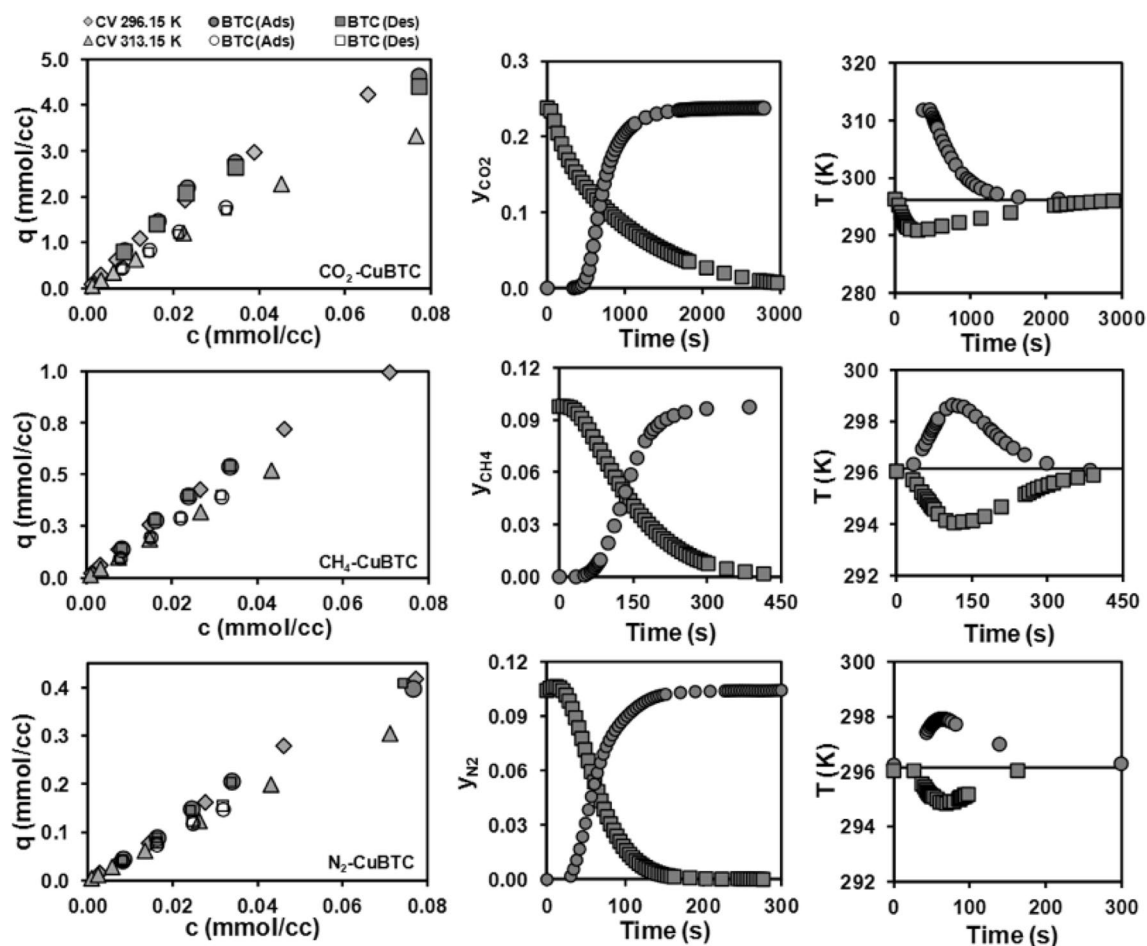 CV 296.15 K BTC(Ads) BTC(Des)
CV 313.15 K BTC(Ads) BTC(Des)
5.0
4.0
3.0
2.0
1.0
0.0
q (mmol/cc)
CO2-CuBTC
0.00 0.02 0.04 0.06 0.08
c (mmol/cc)
0.3
0.2
0.1
0.0
yCO2
0 1000 2000 3000
Time (s)
320
310
300
290
280
T (K)
0 1000 2000 3000
Time (s)
1.0
0.8
0.5
0.3
0.0
q (mmol/cc)
CH4-CuBTC
0.00 0.02 0.04 0.06 0.08
c (mmol/cc)
0.12
0.09
0.06
0.03
0.00
yCH4
0 150 300 450
Time (s)
300
298
296
294
292
T (K)
0 150 300 450
Time (s)
0.4
0.3
0.2
0.1
0.0
q (mmol/cc)
N2-CuBTC
0.00 0.02 0.04 0.06 0.08
c (mmol/cc)
0.12
0.09
0.06
0.03
0.00
yN2
0 100 200 300
Time (s)
300
298
296
294
292
T (K)
0 100 200 300
Time (s)